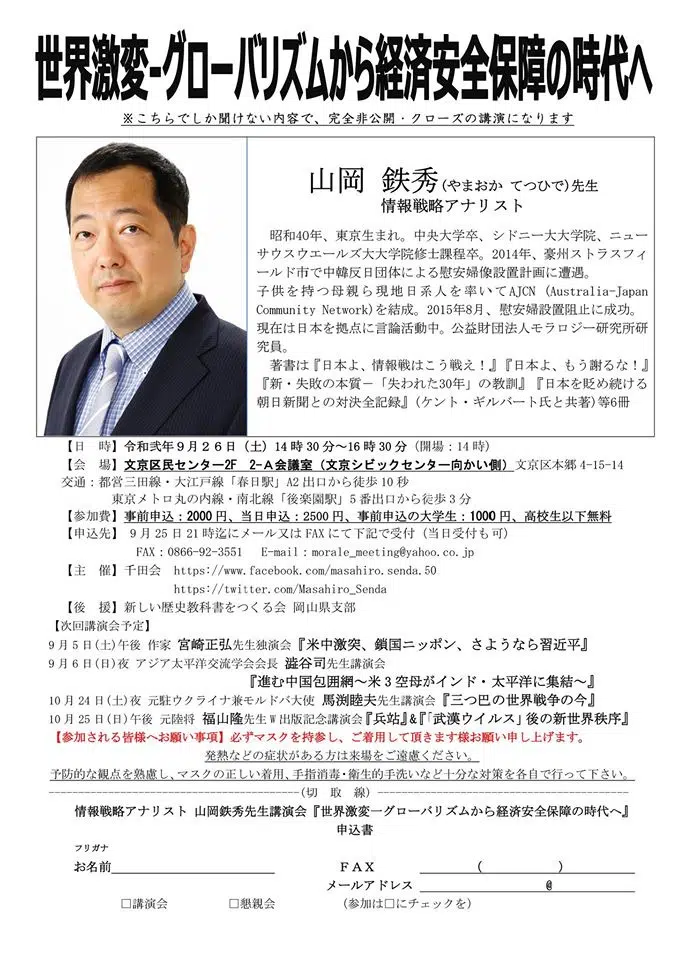 世界激変-グローバリズムから経済安全保障の時代へ
※こちらでしか聞けない内容で、完全非公開・クローズの講演になります
山岡 鉄秀(やまおか てつひで)先生
情報戦略アナリスト
昭和40年、東京生まれ。中央大学卒、シドニー大大学院、ニュー
サウスウエールズ大大学院修士課程卒。2014年、豪州ストラスフィ
ールド市で中韓反日団体による慰安婦像設置計画に遭遇。
子供を持つ母親ら現地日系人を率いてAJCN (Australia-Japan
Community Network)を結成。2015年8月、慰安婦設置阻止に成功。
現在は日本を拠点に言論活動中。公益財団法人モラロジー研究所研
究員。
著書は『日本よ、情報戦はこう戦え！』『日本よ、もう謝るな！』
『新・失敗の本質－「失われた30年」の教訓』『日本を貶め続ける
朝日新聞との対決全記録』(ケント・ギルバート氏と共著)等6冊
【日　時】令和弐年９月２６日（土）14時30分～16時30分（開場：14時）
【会　場】文京区民センター2F　2-A会議室（文京シビックセンター向かい側）文京区本郷4-15-14
交通：都営三田線・大江戸線「春日駅」A2出口から徒歩10秒
東京メトロ丸の内線・南北線「後楽園駅」5番出口から徒歩3分
【参加費】事前申込：2000円、当日申込：2500円、事前申込の大学生：1000円、高校生以下無料
【申込先】９月25日21時迄にメール又はFAXにて下記で受付（当日受付も可）
FAX：0866-92-3551　E-mail：morale_meeting@yahoo.co.jp
【主　催】千田会　https://www.facebook.com/masahiro.senda.50
https://twitter.com/Masahiro_Senda
【後　援】新しい歴史教科書をつくる会 岡山県支部
【次回講演会予定】
9月5日(土)午後 作家 宮崎正弘先生独演会『米中激突、鎖国ニッポン、さようなら習近平』
9月6日(日)夜 アジア太平洋交流学会会長 澁谷司先生講演会
『進む中国包囲網～米3空母がインド・太平洋に集結～』
10月24日(土)夜 元駐ウクライナ兼モルドバ大使 馬渕睦夫先生講演会『三つ巴の世界戦争の今』
10月25日(日)午後 元陸将 福山隆先生W出版記念講演会『兵站』&『「武漢ウイルス」後の新世界秩序』
【参加される皆様へお願い事項】必ずマスクを持参し、ご着用して頂きます様お願い申し上げます。
発熱などの症状がある方は来場をご遠慮ください。
予防的な観点を熟慮し、マスクの正しい着用、手指消毒・衛生的手洗いなど十分な対策を各自で行って下さい。
(切　取　線)
情報戦略アナリスト 山岡鉄秀先生講演会『世界激変―グローバリズムから経済安全保障の時代へ』
申込書
フリガナ
お名前　ＦＡＸ　(　)
メールアドレス　@
□講演会　□懇親会　（参加は□にチェックを）